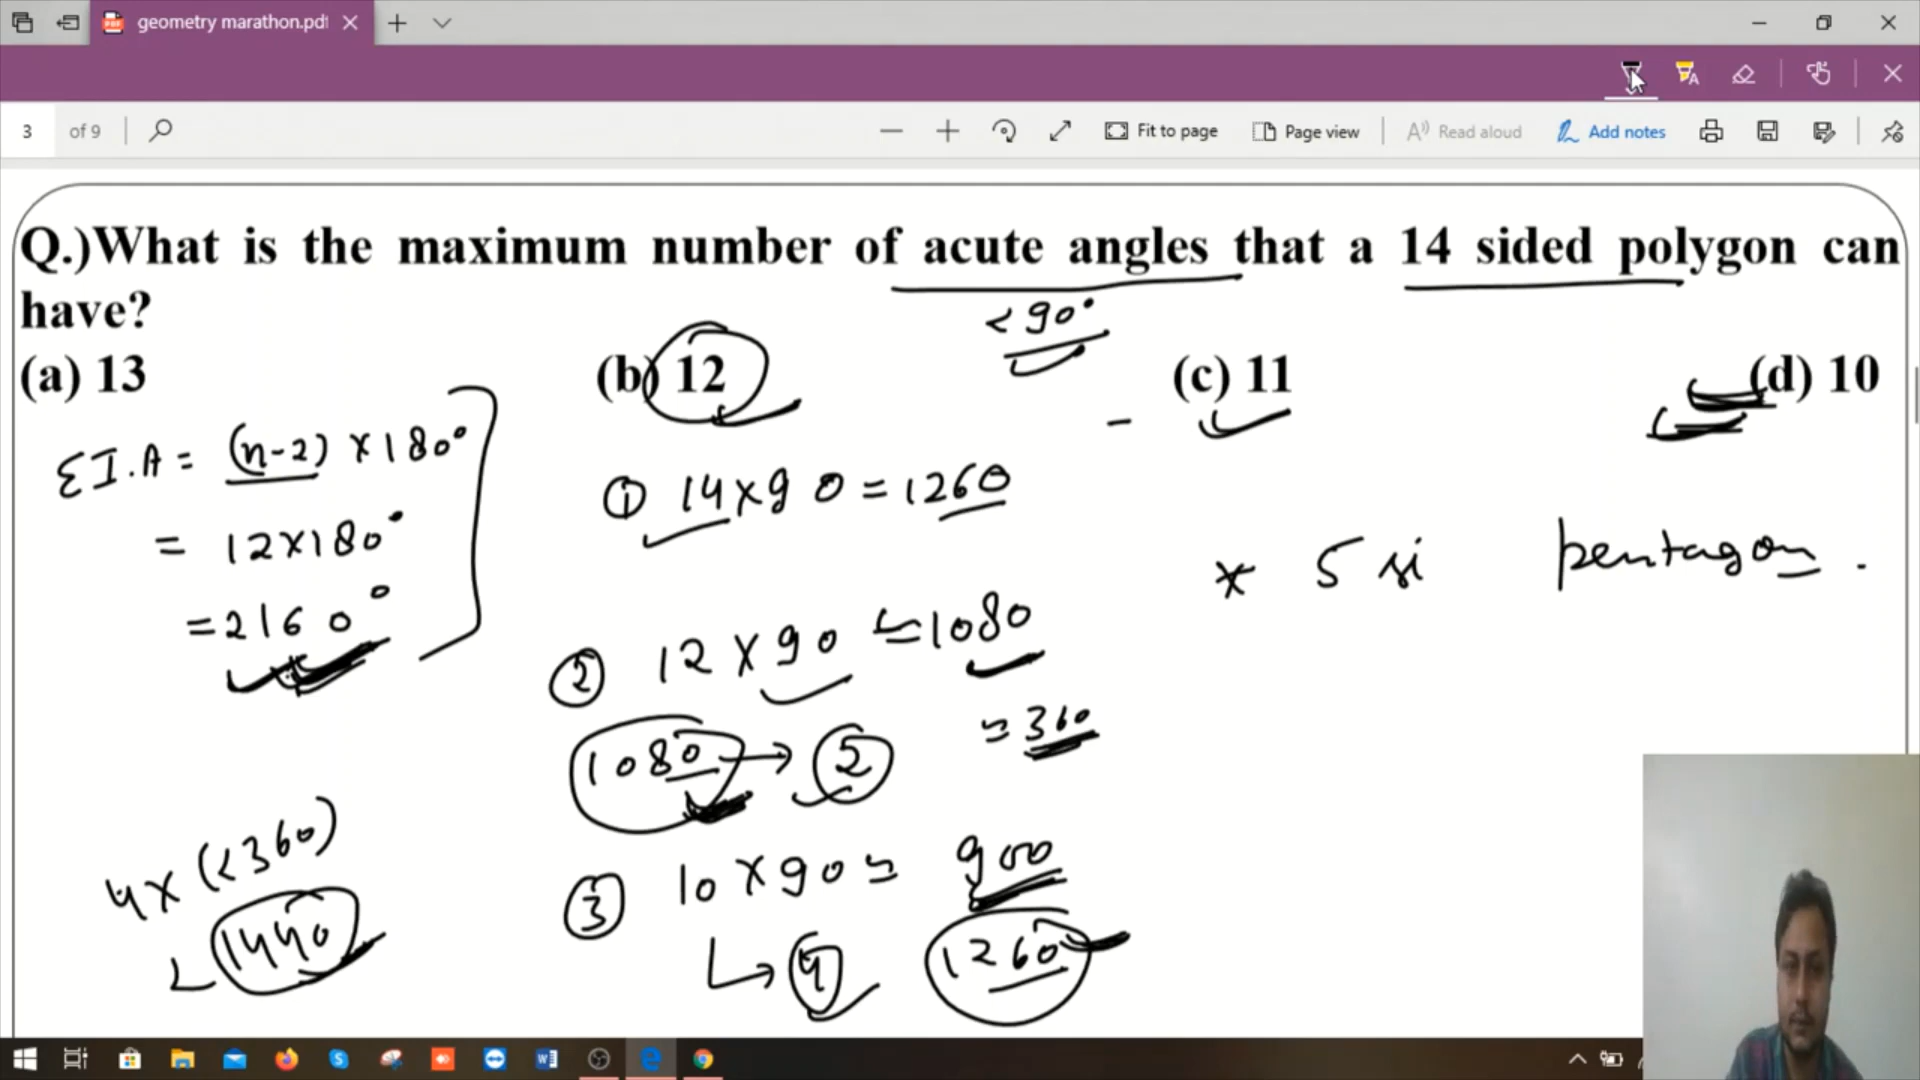 geometry marathon.pdf
3 of 9
Fit to page
Page view
Read aloud
Add notes
Q.)What is the maximum number of acute angles that a 14 sided polygon can
have?
<90°
(a) 13 (b) 12 (c) 11 (d) 10
ΣI.A = (n-2) × 180°
= 12×180°
= 2160°
① 14×90 = 1260
* 5 si pentagon.
② 12 × 90 = 1080
1080 → 2
= 360
4 × (<360)
1440
③ 10 × 90 = 900
4 1260